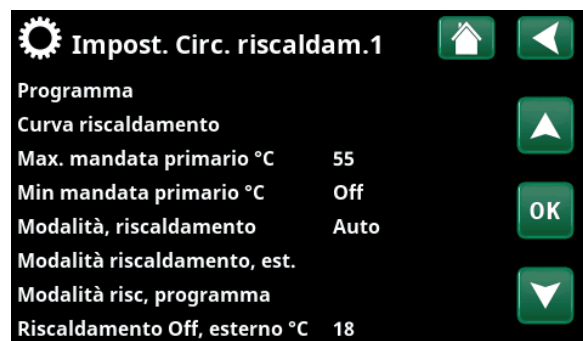 Impost. Circ. riscaldam.1
Programma
Curva riscaldamento
Max. mandata primario °C 55
Min mandata primario °C Off
Modalità, riscaldamento Auto
OK
Modalità riscaldamento, est.
Modalità risc, programma
Riscaldamento Off, esterno °C 18